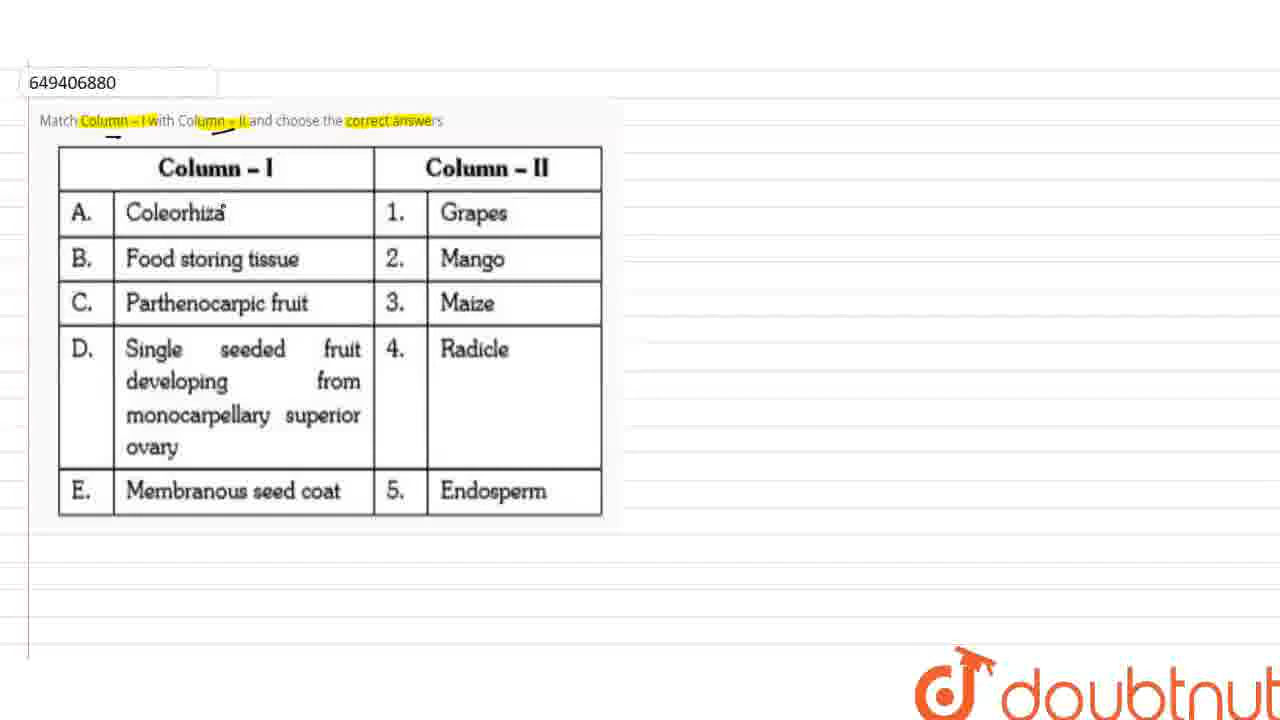 649406880
Match Column – I with Column – II and choose the correct answers
Column – I Column – II
A. Coleorhiza 1. Grapes
B. Food storing tissue 2. Mango
C. Parthenocarpic fruit 3. Maize
D. Single seeded fruit 4. Radicle
developing from
monocarpellary superior
ovary
E. Membranous seed coat 5. Endosperm
doubtnut